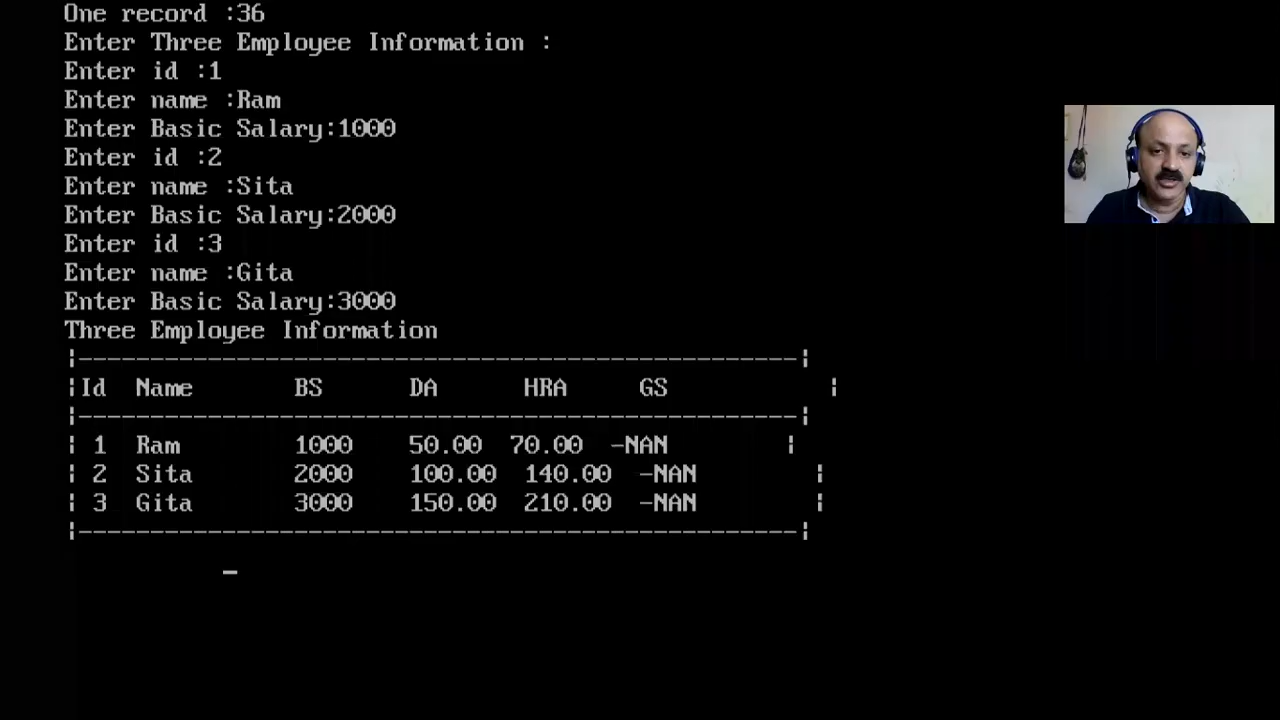 One record :36
Enter Three Employee Information :
Enter id :1
Enter name :Ram
Enter Basic Salary:1000
Enter id :2
Enter name :Sita
Enter Basic Salary:2000
Enter id :3
Enter name :Gita
Enter Basic Salary:3000
Three Employee Information
¦--------------------------------------------------¦
¦Id  Name       BS      DA      HRA     GS           ¦
¦--------------------------------------------------¦
¦ 1  Ram        1000    50.00  70.00  -NAN        ¦
¦ 2  Sita       2000    100.00  140.00  -NAN        ¦
¦ 3  Gita       3000    150.00  210.00  -NAN        ¦
¦--------------------------------------------------¦